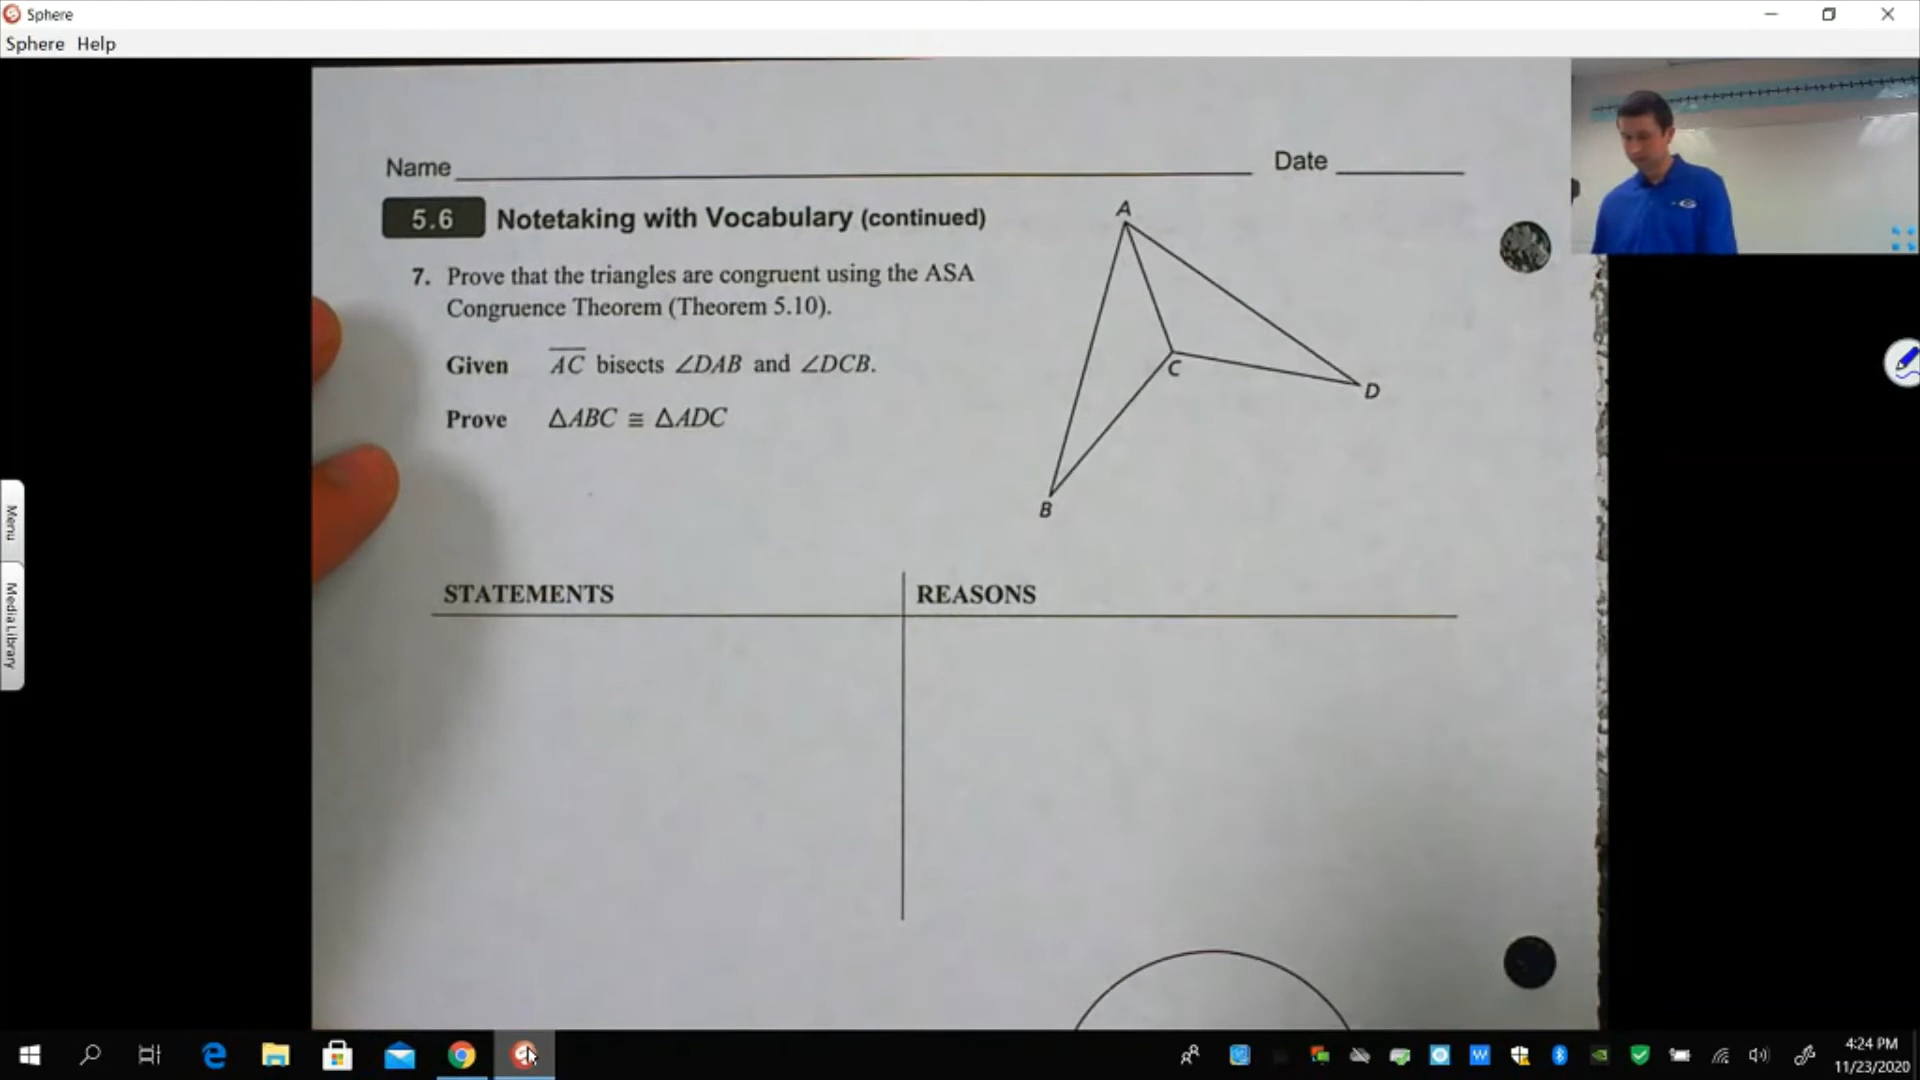 Sphere
Sphere Help
Name Date
5.6 Notetaking with Vocabulary (continued)
7. Prove that the triangles are congruent using the ASA
Congruence Theorem (Theorem 5.10).
Given AC bisects ∠DAB and ∠DCB.
Prove △ABC ≅ △ADC
A
C
D
B
STATEMENTS REASONS
Menu
Media Library
4:24 PM
11/23/2020